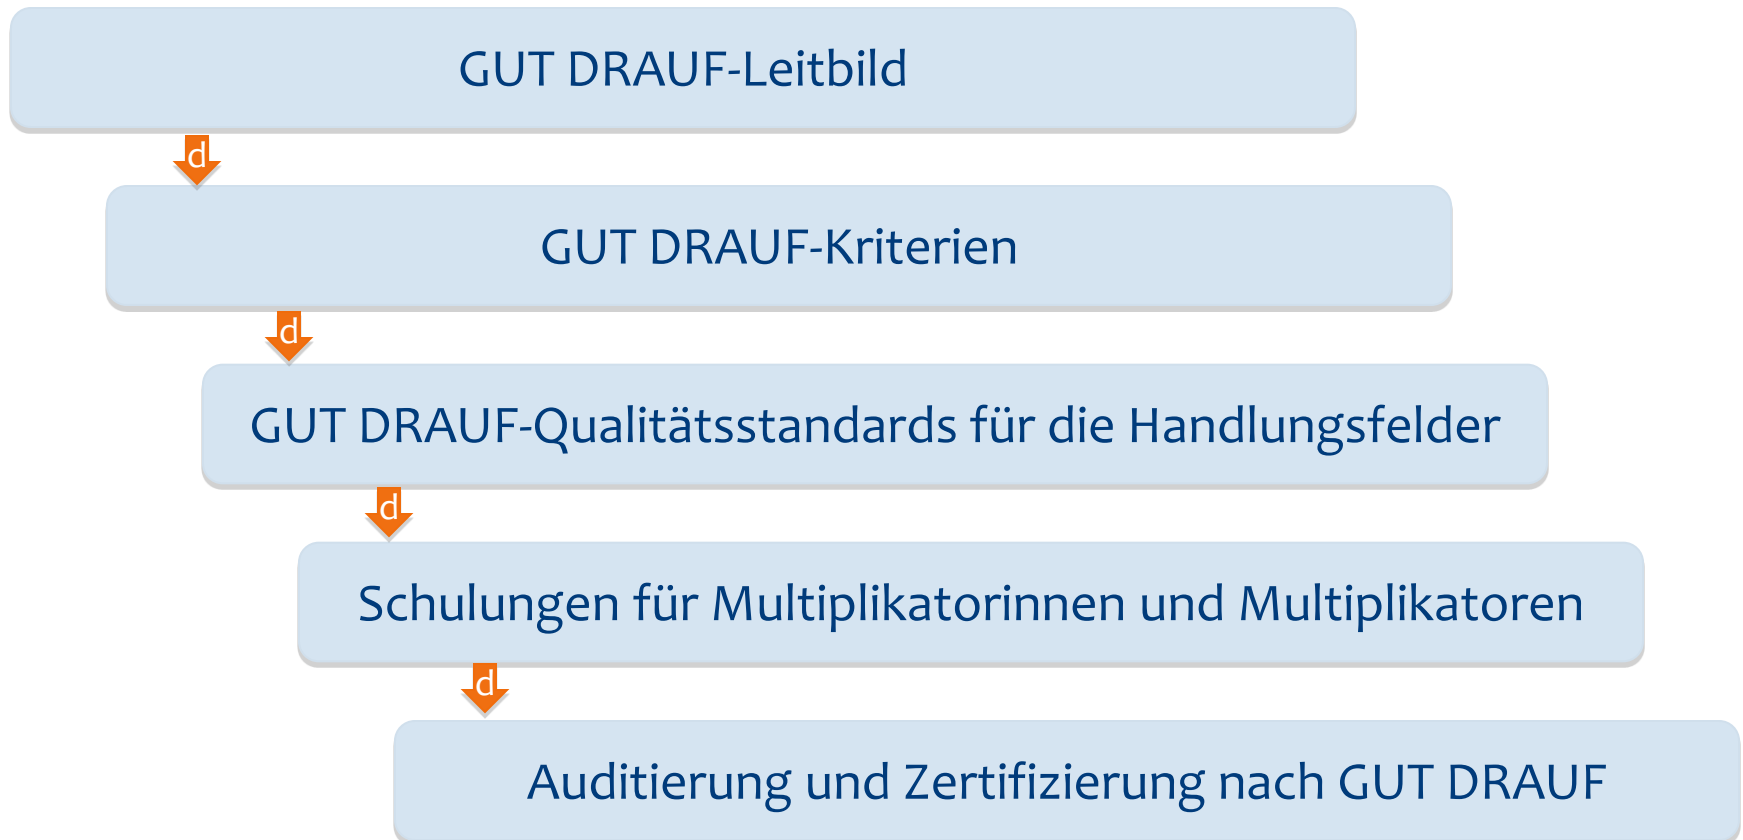 GUT DRAUF-Leitbild
d
GUT DRAUF-Kriterien
d
GUT DRAUF-Qualitätsstandards für die Handlungsfelder
d
Schulungen für Multiplikatorinnen und Multiplikatoren
d
Auditierung und Zertifizierung nach GUT DRAUF